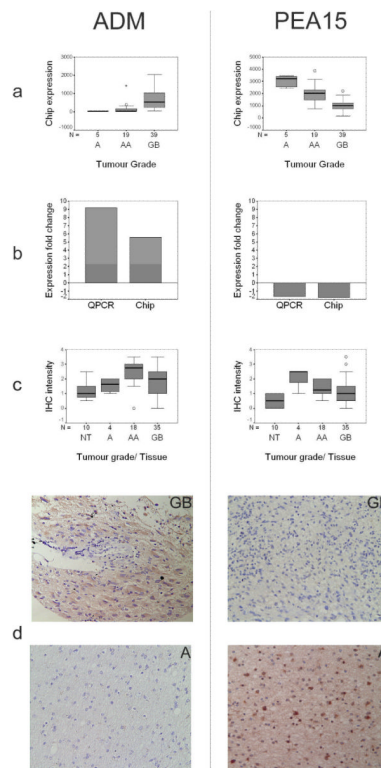 ADM PEA15
a
Chip expression
3000
2000
1000
0
-1000
N = 5 19 39
A AA GB
Tumour Grade
Chip expression
5000
4000
3000
2000
1000
0
-1000
N = 5 19 39
A AA GB
Tumour Grade
b
Expression fold change
10
9
8
7
6
5
4
3
2
1
0
-1
-2
QPCR Chip
Expression fold change
10
9
8
7
6
5
4
3
2
1
0
-1
-2
QPCR Chip
c
IHC intensity
4
3
2
1
0
-1
N = 10 4 18 35
NT A AA GB
Tumour grade/ Tissue
IHC intensity
4
3
2
1
0
-1
N = 10 4 18 35
NT A AA GB
Tumour grade/ Tissue
d
GB
A